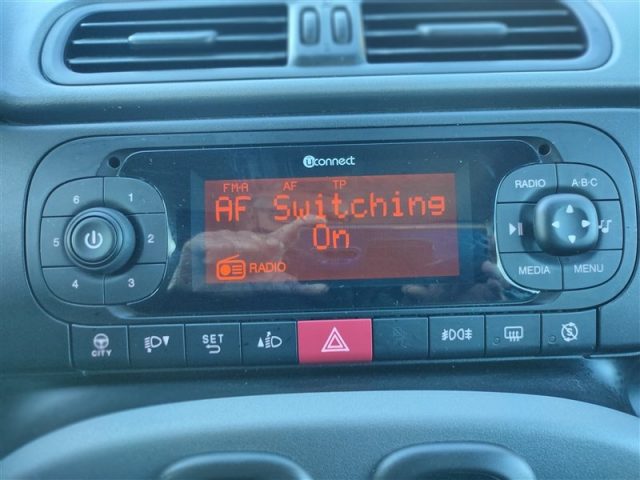 uconnect
FM-A AF TP
AF Switching
On
RADIO
6 1
5 2
4 3
RADIO A·B·C
MEDIA MENU
CITY SET